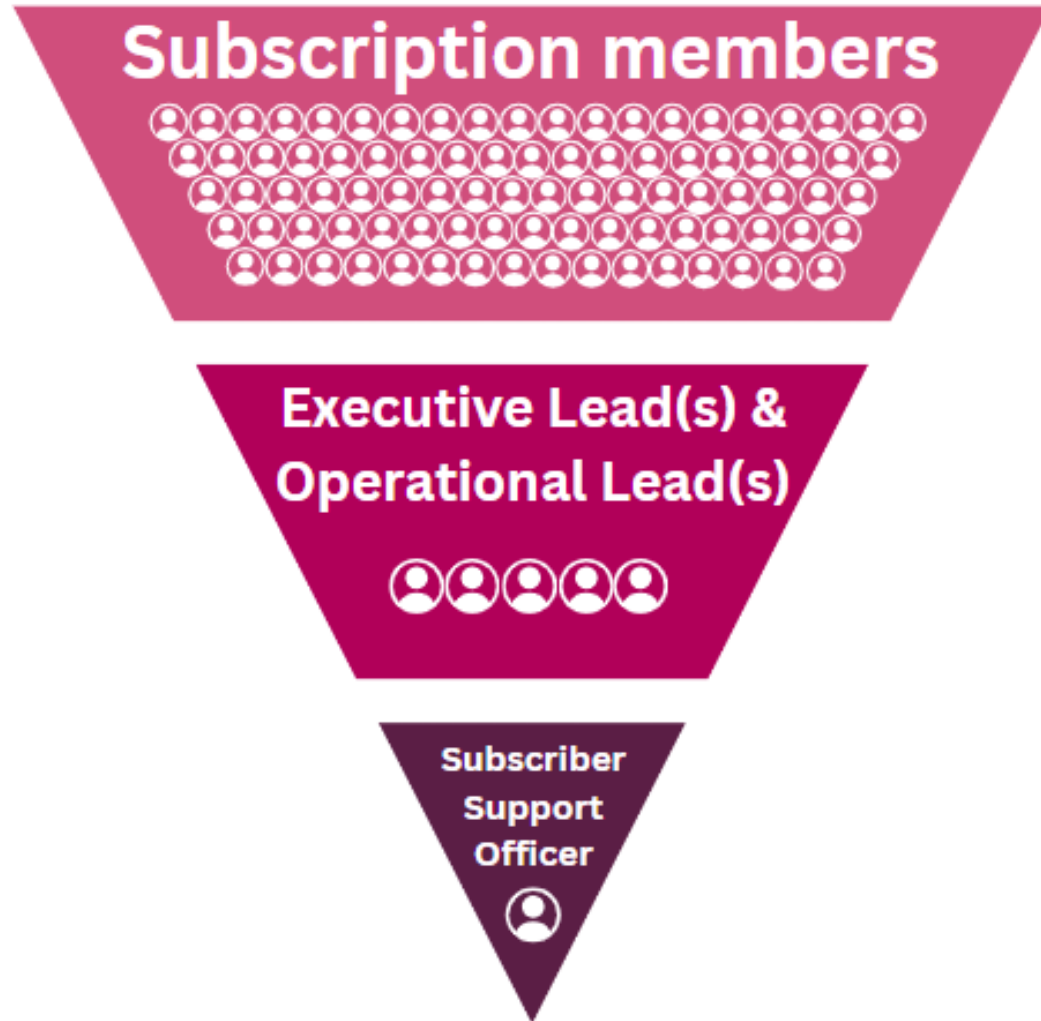 Subscription members
Executive Lead(s) &
Operational Lead(s)
Subscriber
Support
Officer